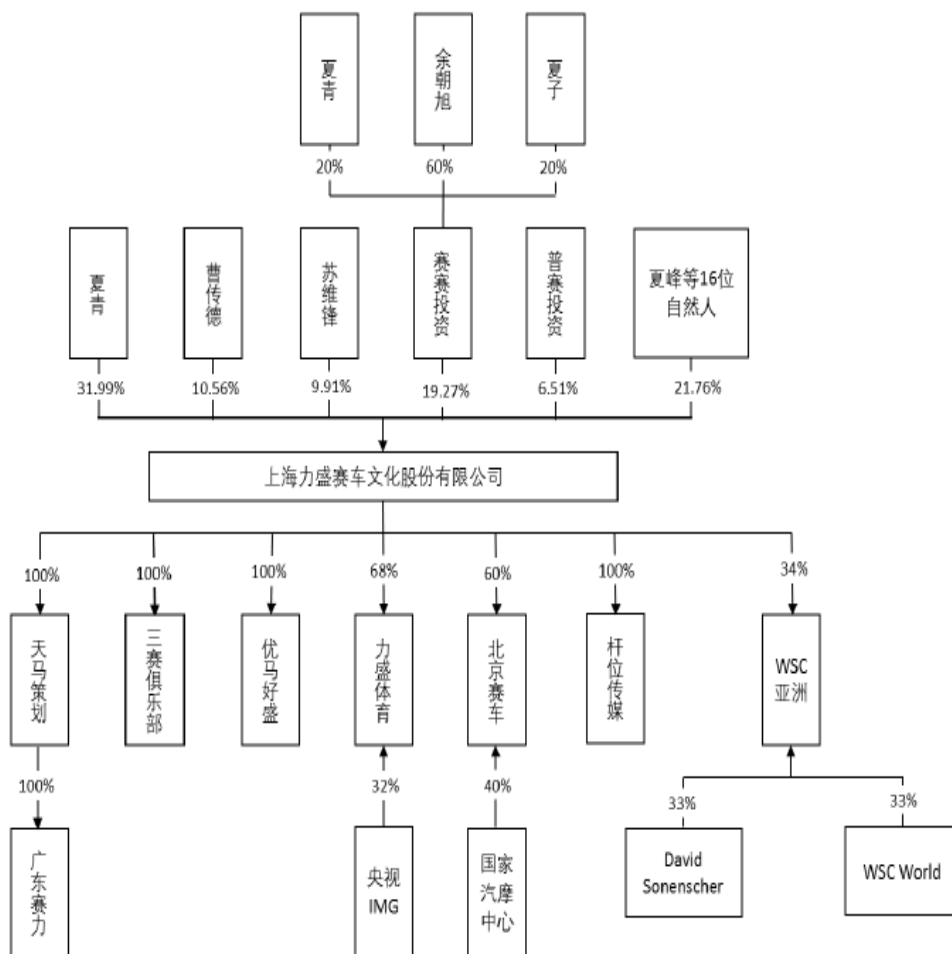 夏青
余朝旭
夏子
20%
60%
20%
夏青
曹传德
苏维锋
赛赛投资
普赛投资
夏峰等16位
自然人
31.99%
10.56%
9.91%
19.27%
6.51%
21.76%
上海力盛赛车文化股份有限公司
100%
100%
100%
68%
60%
100%
34%
天马策划
三赛俱乐部
优马好盛
力盛体育
北京赛车
杆位传媒
WSC
亚洲
100%
32%
40%
33%
33%
广东赛力
央视
IMG
国家
汽摩
中心
David
Sonenscher
WSC World